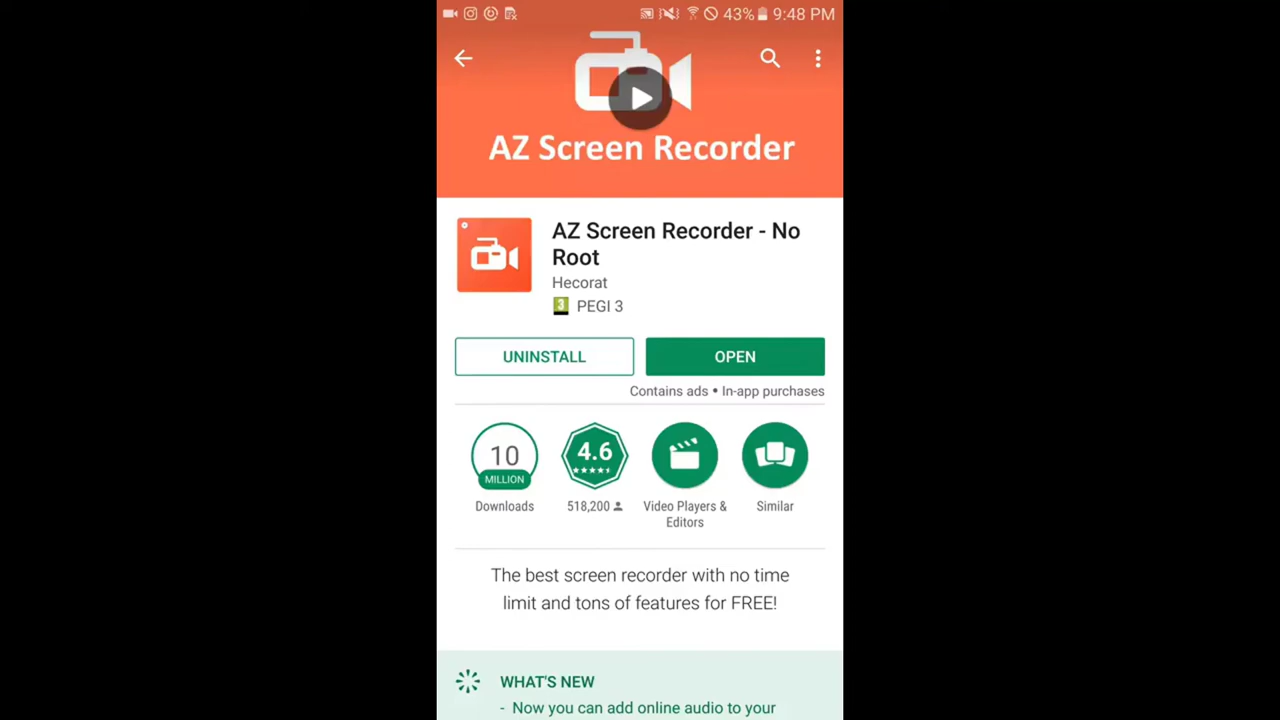 43% 9:48 PM
AZ Screen Recorder
AZ Screen Recorder - No
Root
Hecorat
3 PEGI 3
UNINSTALL OPEN
Contains ads • In-app purchases
10 4.6
MILLION
Downloads 518,200 Video Players & Similar
Editors
The best screen recorder with no time
limit and tons of features for FREE!
WHAT'S NEW
- Now you can add online audio to your